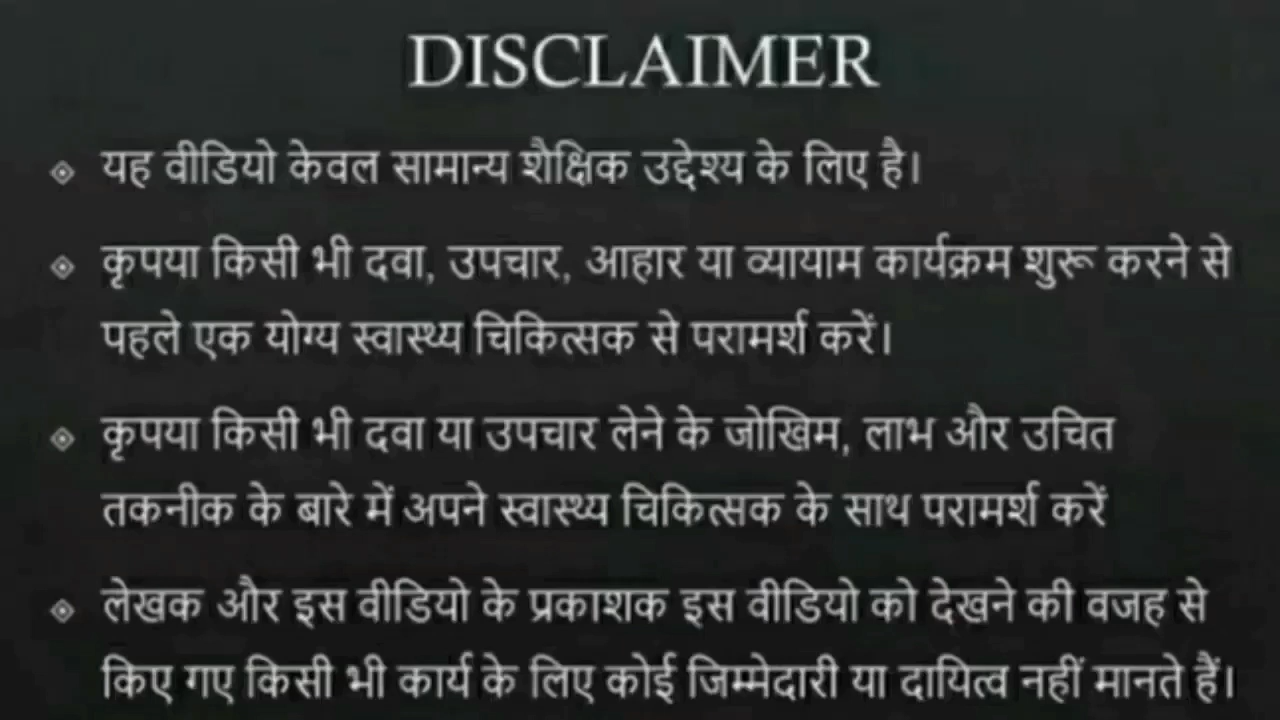 DISCLAIMER
यह वीडियो केवल सामान्य शैक्षिक उद्देश्य के लिए है।
कृपया किसी भी दवा, उपचार, आहार या व्यायाम कार्यक्रम शुरू करने से
पहले एक योग्य स्वास्थ्य चिकित्सक से परामर्श करें।
कृपया किसी भी दवा या उपचार लेने के जोखिम, लाभ और उचित
तकनीक के बारे में अपने स्वास्थ्य चिकित्सक के साथ परामर्श करें
लेखक और इस वीडियो के प्रकाशक इस वीडियो को देखने की वजह से
किए गए किसी भी कार्य के लिए कोई जिम्मेदारी या दायित्व नहीं मानते हैं।